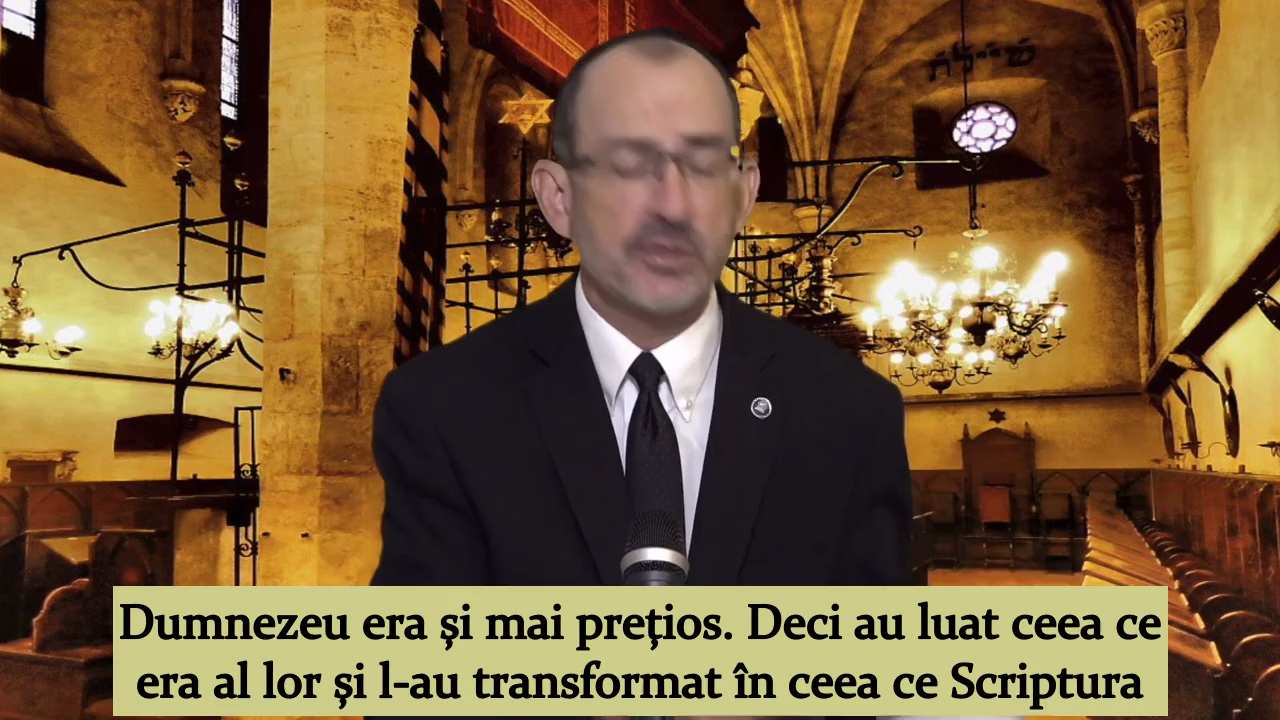 Dumnezeu era și mai prețios. Deci au luat ceea ce
era al lor și l-au transformat în ceea ce Scriptura